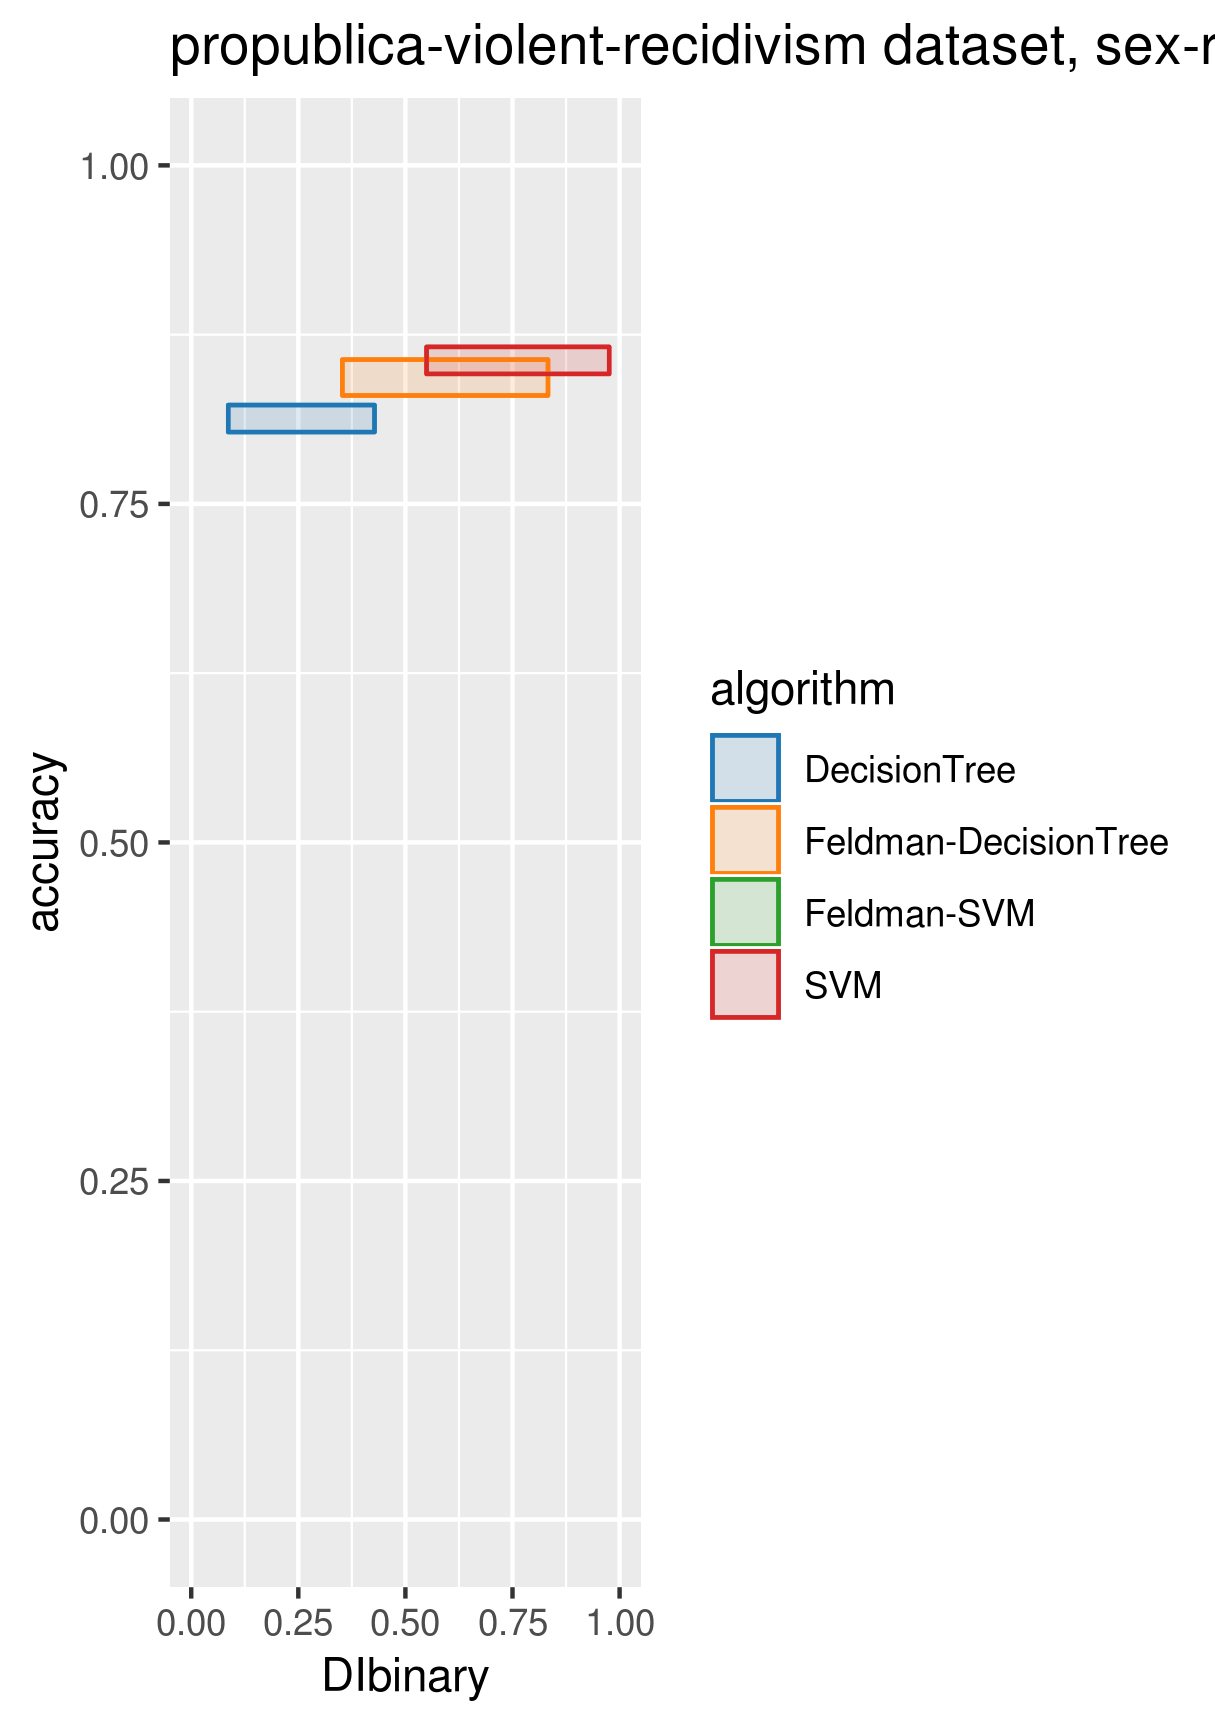 propublica-violent-recidivism dataset, sex-r
1.00
0.75
0.50
0.25
0.00
accuracy
0.00 0.25 0.50 0.75 1.00
DIbinary
algorithm
DecisionTree
Feldman-DecisionTree
Feldman-SVM
SVM